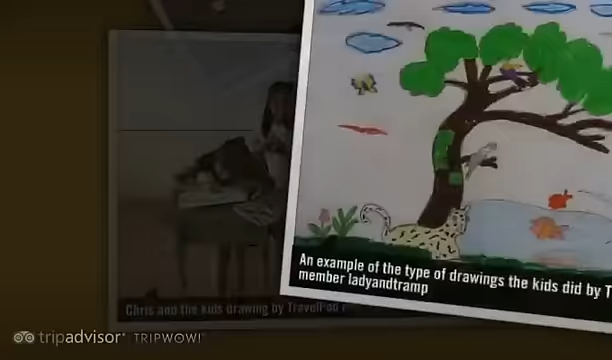 An example of the type of drawings the kids did by T
member ladyandtramp
Chris and the kids drawing by
tripadvisor® TRIPWOW!